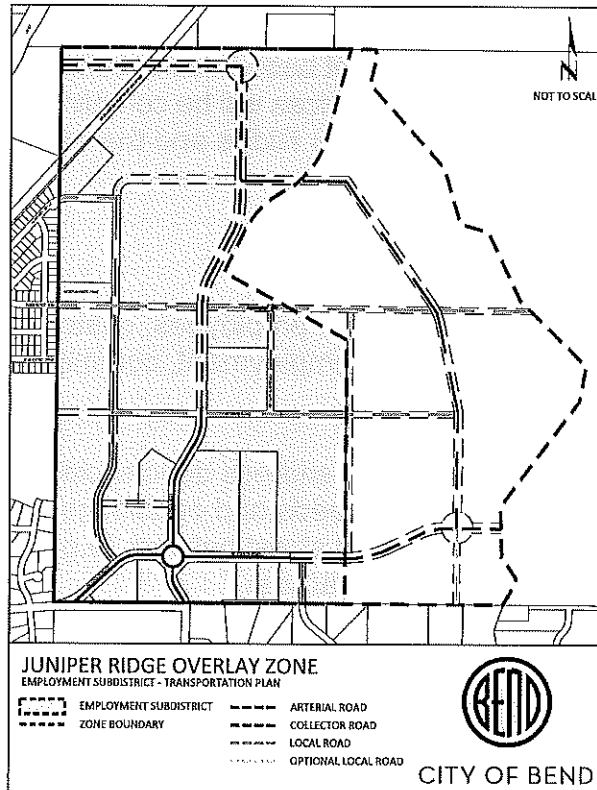 N
NOT TO SCAL
JUNIPER RIDGE OVERLAY ZONE
EMPLOYMENT SUBDISTRICT - TRANSPORTATION PLAN
EMPLOYMENT SUBDISTRICT
ZONE BOUNDARY
ARTERIAL ROAD
COLLECTOR ROAD
LOCAL ROAD
OPTIONAL LOCAL ROAD
BEND
CITY OF BEND